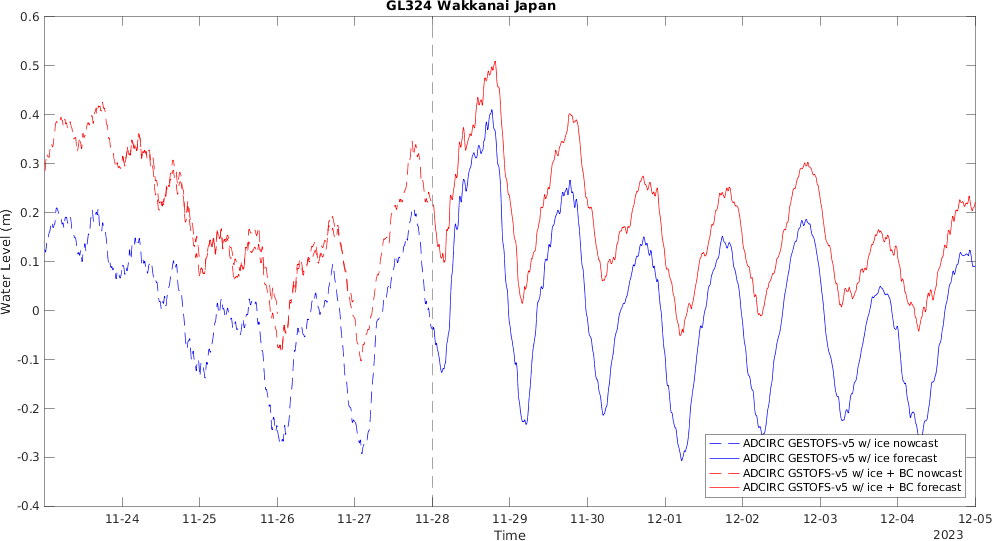 GL324 Wakkanai Japan
0.6
0.5
0.4
0.3
0.2
0.1
0
-0.1
-0.2
-0.3
-0.4
Water Level (m)
ADCIRC GESTOFS-v5 w/ ice nowcast
ADCIRC GESTOFS-v5 w/ ice forecast
ADCIRC GSTOFS-v5 w/ ice + BC nowcast
ADCIRC GSTOFS-v5 w/ ice + BC forecast
11-24 11-25 11-26 11-27 11-28 11-29 11-30 12-01 12-02 12-03 12-04 12-05
Time
2023